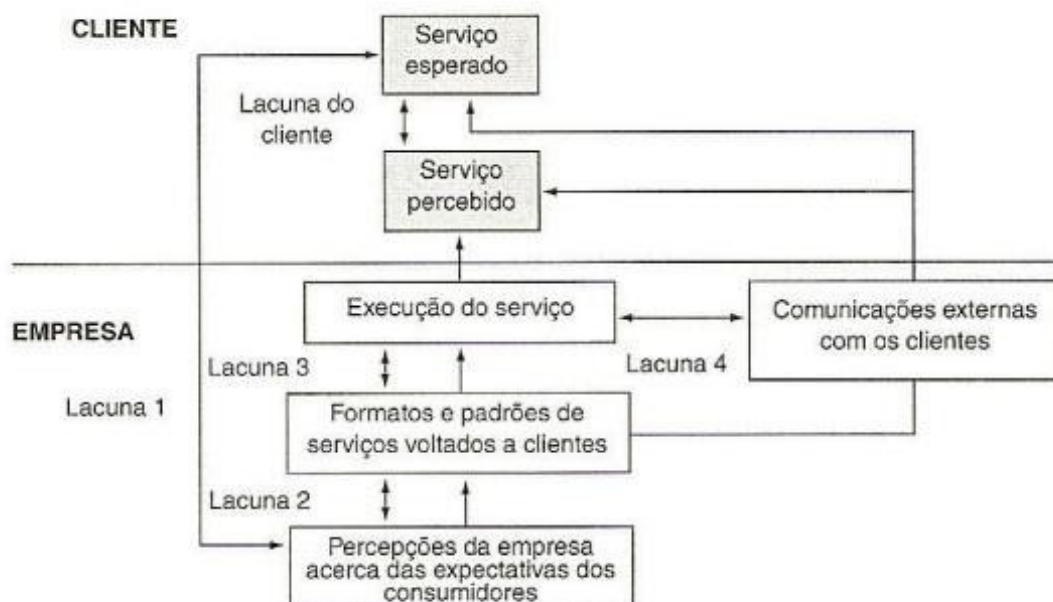 CLIENTE
Serviço
esperado
Lacuna do
cliente
Serviço
percebido
EMPRESA
Execução do serviço
Comunicações externas
com os clientes
Lacuna 3
Lacuna 4
Lacuna 1
Formatos e padrões de
serviços voltados a clientes
Lacuna 2
Percepções da empresa
acerca das expectativas dos
consumidores